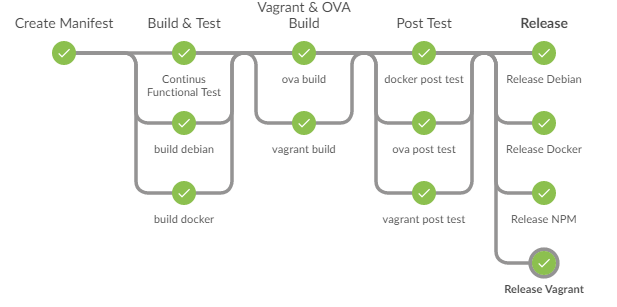 Create Manifest
Build & Test
Vagrant & OVA
Build
Post Test
Release
Continus
Functional Test
ova build
docker post test
Release Debian
build debian
vagrant build
ova post test
Release Docker
build docker
vagrant post test
Release NPM
Release Vagrant